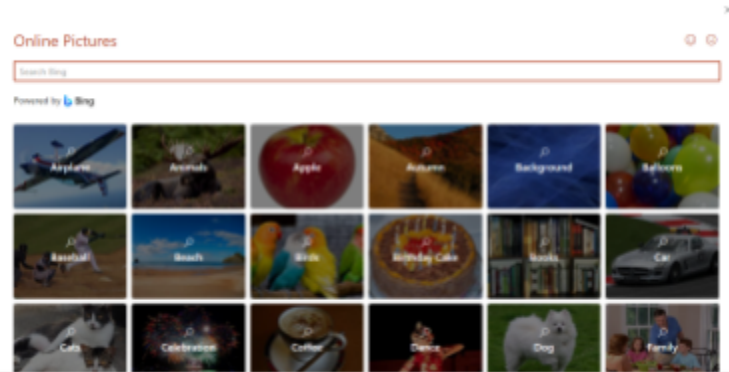 Online Pictures
Search Bing
Powered by Bing
Airplane
Animals
Apple
Autumn
Background
Balloons
Baseball
Beach
Birds
Birthday Cake
Books
Car
Cats
Celebration
Coffee
Dance
Dog
Family